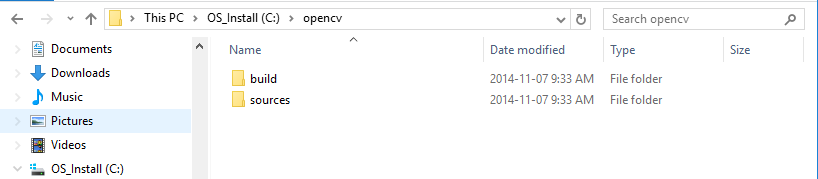 This PC > OS_Install (C:) > opencv
Search opencv
Documents
Downloads
Music
Pictures
Videos
OS_Install (C:)
Name Date modified Type Size
build 2014-11-07 9:33 AM File folder
sources 2014-11-07 9:33 AM File folder